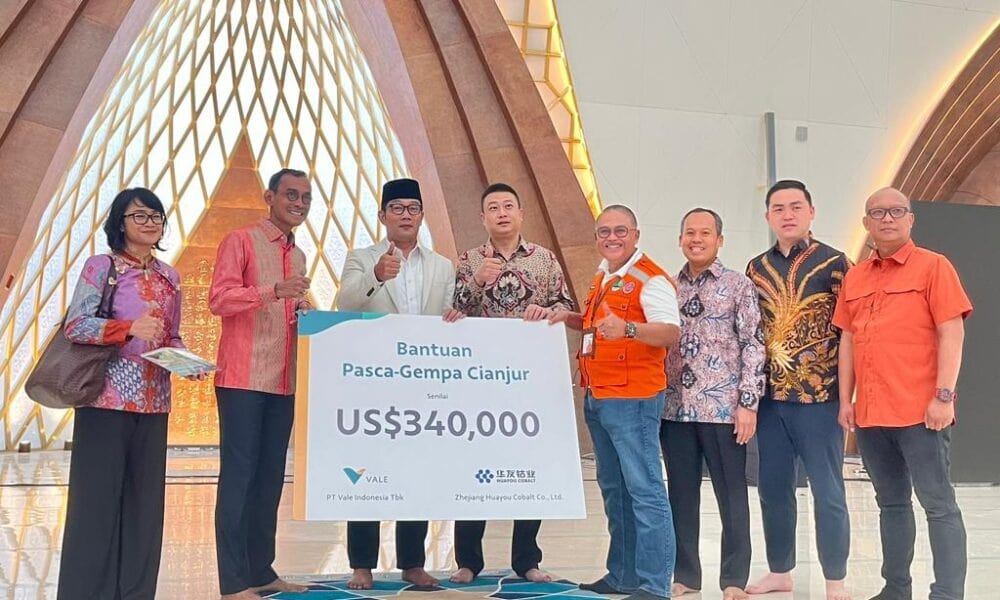 Bantuan
Pasca-Gempa Cianjur
Senilai
US$340,000
VALE
PT Vale Indonesia Tbk
华友钴业
HUAYOU COBALT
Zhejiang Huayou Cobalt Co., Ltd.